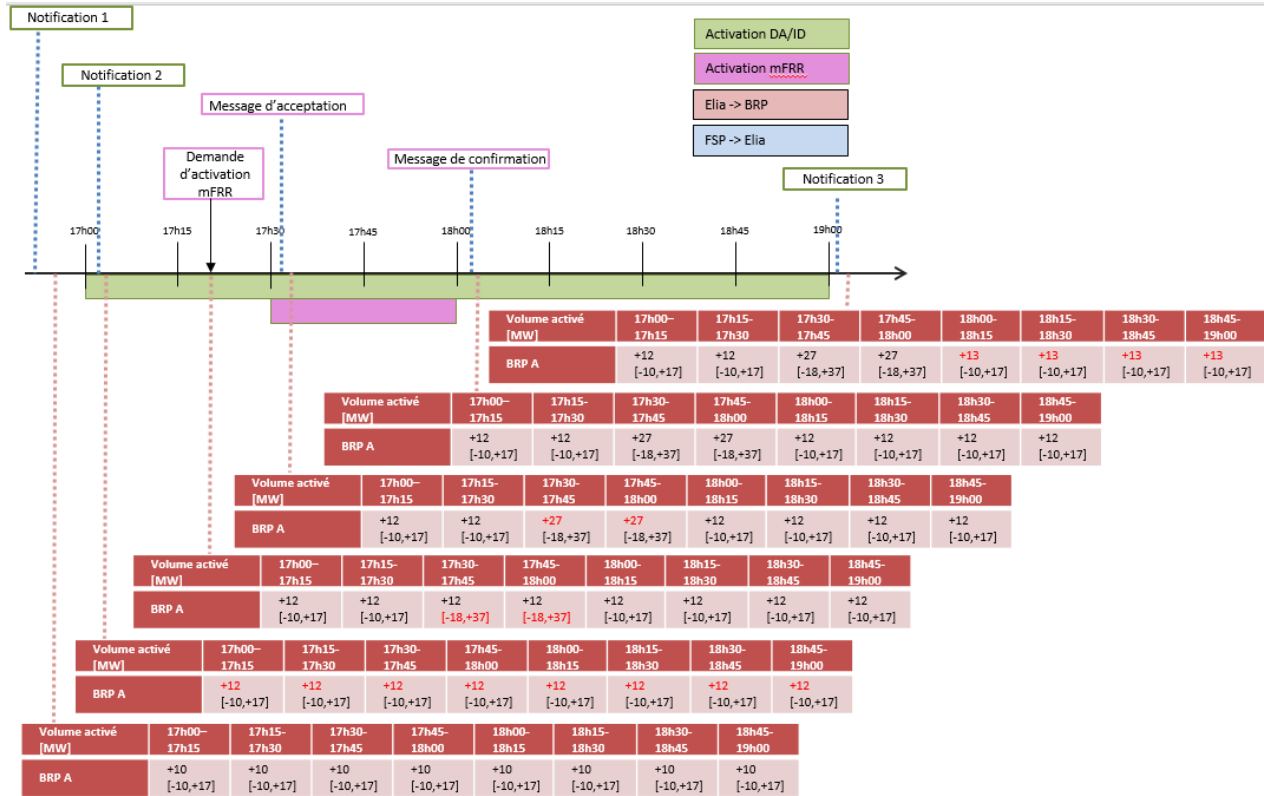 Notification 1
Notification 2
Message d'acceptation
Demande
d'activation
mFRR
Message de confirmation
Notification 3
Activation DA/ID
Activation mFRR
Elia -> BRP
FSP -> Elia
17h00 17h15 17h30 17h45 18h00 18h15 18h30 18h45 19h00
Volume activé 17h00– 17h15- 17h30- 17h45- 18h00- 18h15- 18h30- 18h45-
[MW] 17h15 17h30 17h45 18h00 18h15 18h30 18h45 19h00
BRP A +12 +12 +27 +27 +13 +13 +13 +13
[-10,+17] [-10,+17] [-18,+37] [-18,+37] [-10,+17] [-10,+17] [-10,+17] [-10,+17]
Volume activé 17h00– 17h15- 17h30- 17h45- 18h00- 18h15- 18h30- 18h45-
[MW] 17h15 17h30 17h45 18h00 18h15 18h30 18h45 19h00
BRP A +12 +12 +27 +27 +12 +12 +12 +12
[-10,+17] [-10,+17] [-18,+37] [-18,+37] [-10,+17] [-10,+17] [-10,+17] [-10,+17]
Volume activé 17h00– 17h15- 17h30- 17h45- 18h00- 18h15- 18h30- 18h45-
[MW] 17h15 17h30 17h45 18h00 18h15 18h30 18h45 19h00
BRP A +12 +12 +27 +27 +12 +12 +12 +12
[-10,+17] [-10,+17] [-18,+37] [-18,+37] [-10,+17] [-10,+17] [-10,+17] [-10,+17]
Volume activé 17h00– 17h15- 17h30- 17h45- 18h00- 18h15- 18h30- 18h45-
[MW] 17h15 17h30 17h45 18h00 18h15 18h30 18h45 19h00
BRP A +12 +12 +12 +12 +12 +12 +12 +12
[-10,+17] [-10,+17] [-18,+37] [-18,+37] [-10,+17] [-10,+17] [-10,+17] [-10,+17]
Volume activé 17h00– 17h15- 17h30- 17h45- 18h00- 18h15- 18h30- 18h45-
[MW] 17h15 17h30 17h45 18h00 18h15 18h30 18h45 19h00
BRP A +12 +12 +12 +12 +12 +12 +12 +12
[-10,+17] [-10,+17] [-10,+17] [-10,+17] [-10,+17] [-10,+17] [-10,+17] [-10,+17]
Volume activé 17h00– 17h15- 17h30- 17h45- 18h00- 18h15- 18h30- 18h45-
[MW] 17h15 17h30 17h45 18h00 18h15 18h30 18h45 19h00
BRP A +10 +10 +10 +10 +10 +10 +10 +10
[-10,+17] [-10,+17] [-10,+17] [-10,+17] [-10,+17] [-10,+17] [-10,+17] [-10,+17]